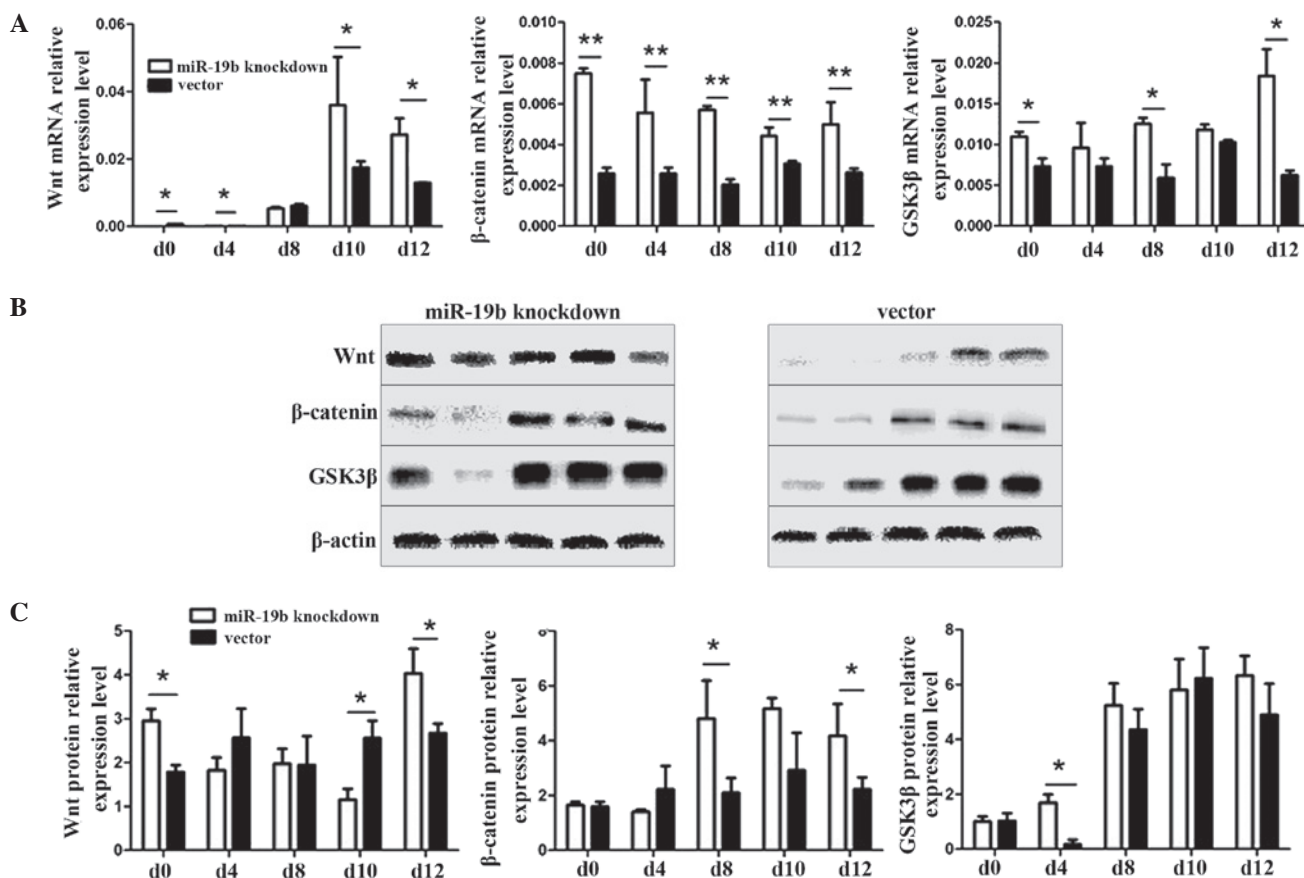 A
Wnt mRNA relative
expression level
0.06
0.04
0.02
0.00
miR-19b knockdown
vector
* * * *
d0 d4 d8 d10 d12
β-catenin mRNA relative
expression level
0.010
0.008
0.006
0.004
0.002
0.000
** ** ** ** **
d0 d4 d8 d10 d12
GSK3β mRNA relative
expression level
0.025
0.020
0.015
0.010
0.005
0.000
* * *
d0 d4 d8 d10 d12
B
miR-19b knockdown
vector
Wnt
β-catenin
GSK3β
β-actin
C
Wnt protein relative
expression level
5
4
3
2
1
0
miR-19b knockdown
vector
* * *
d0 d4 d8 d10 d12
β-catenin protein relative
expression level
8
6
4
2
0
* *
d0 d4 d8 d10 d12
GSK3β protein relative
expression level
8
6
4
2
0
*
d0 d4 d8 d10 d12